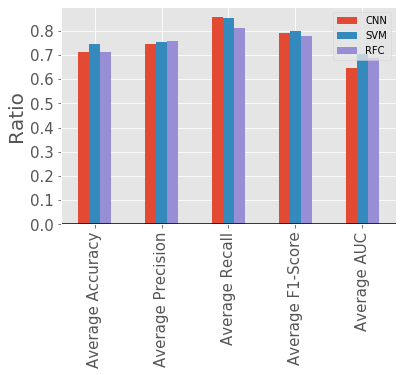 CNN
SVM
RFC
Ratio
0.8
0.7
0.6
0.5
0.4
0.3
0.2
0.1
0.0
Average Accuracy
Average Precision
Average Recall
Average F1-Score
Average AUC